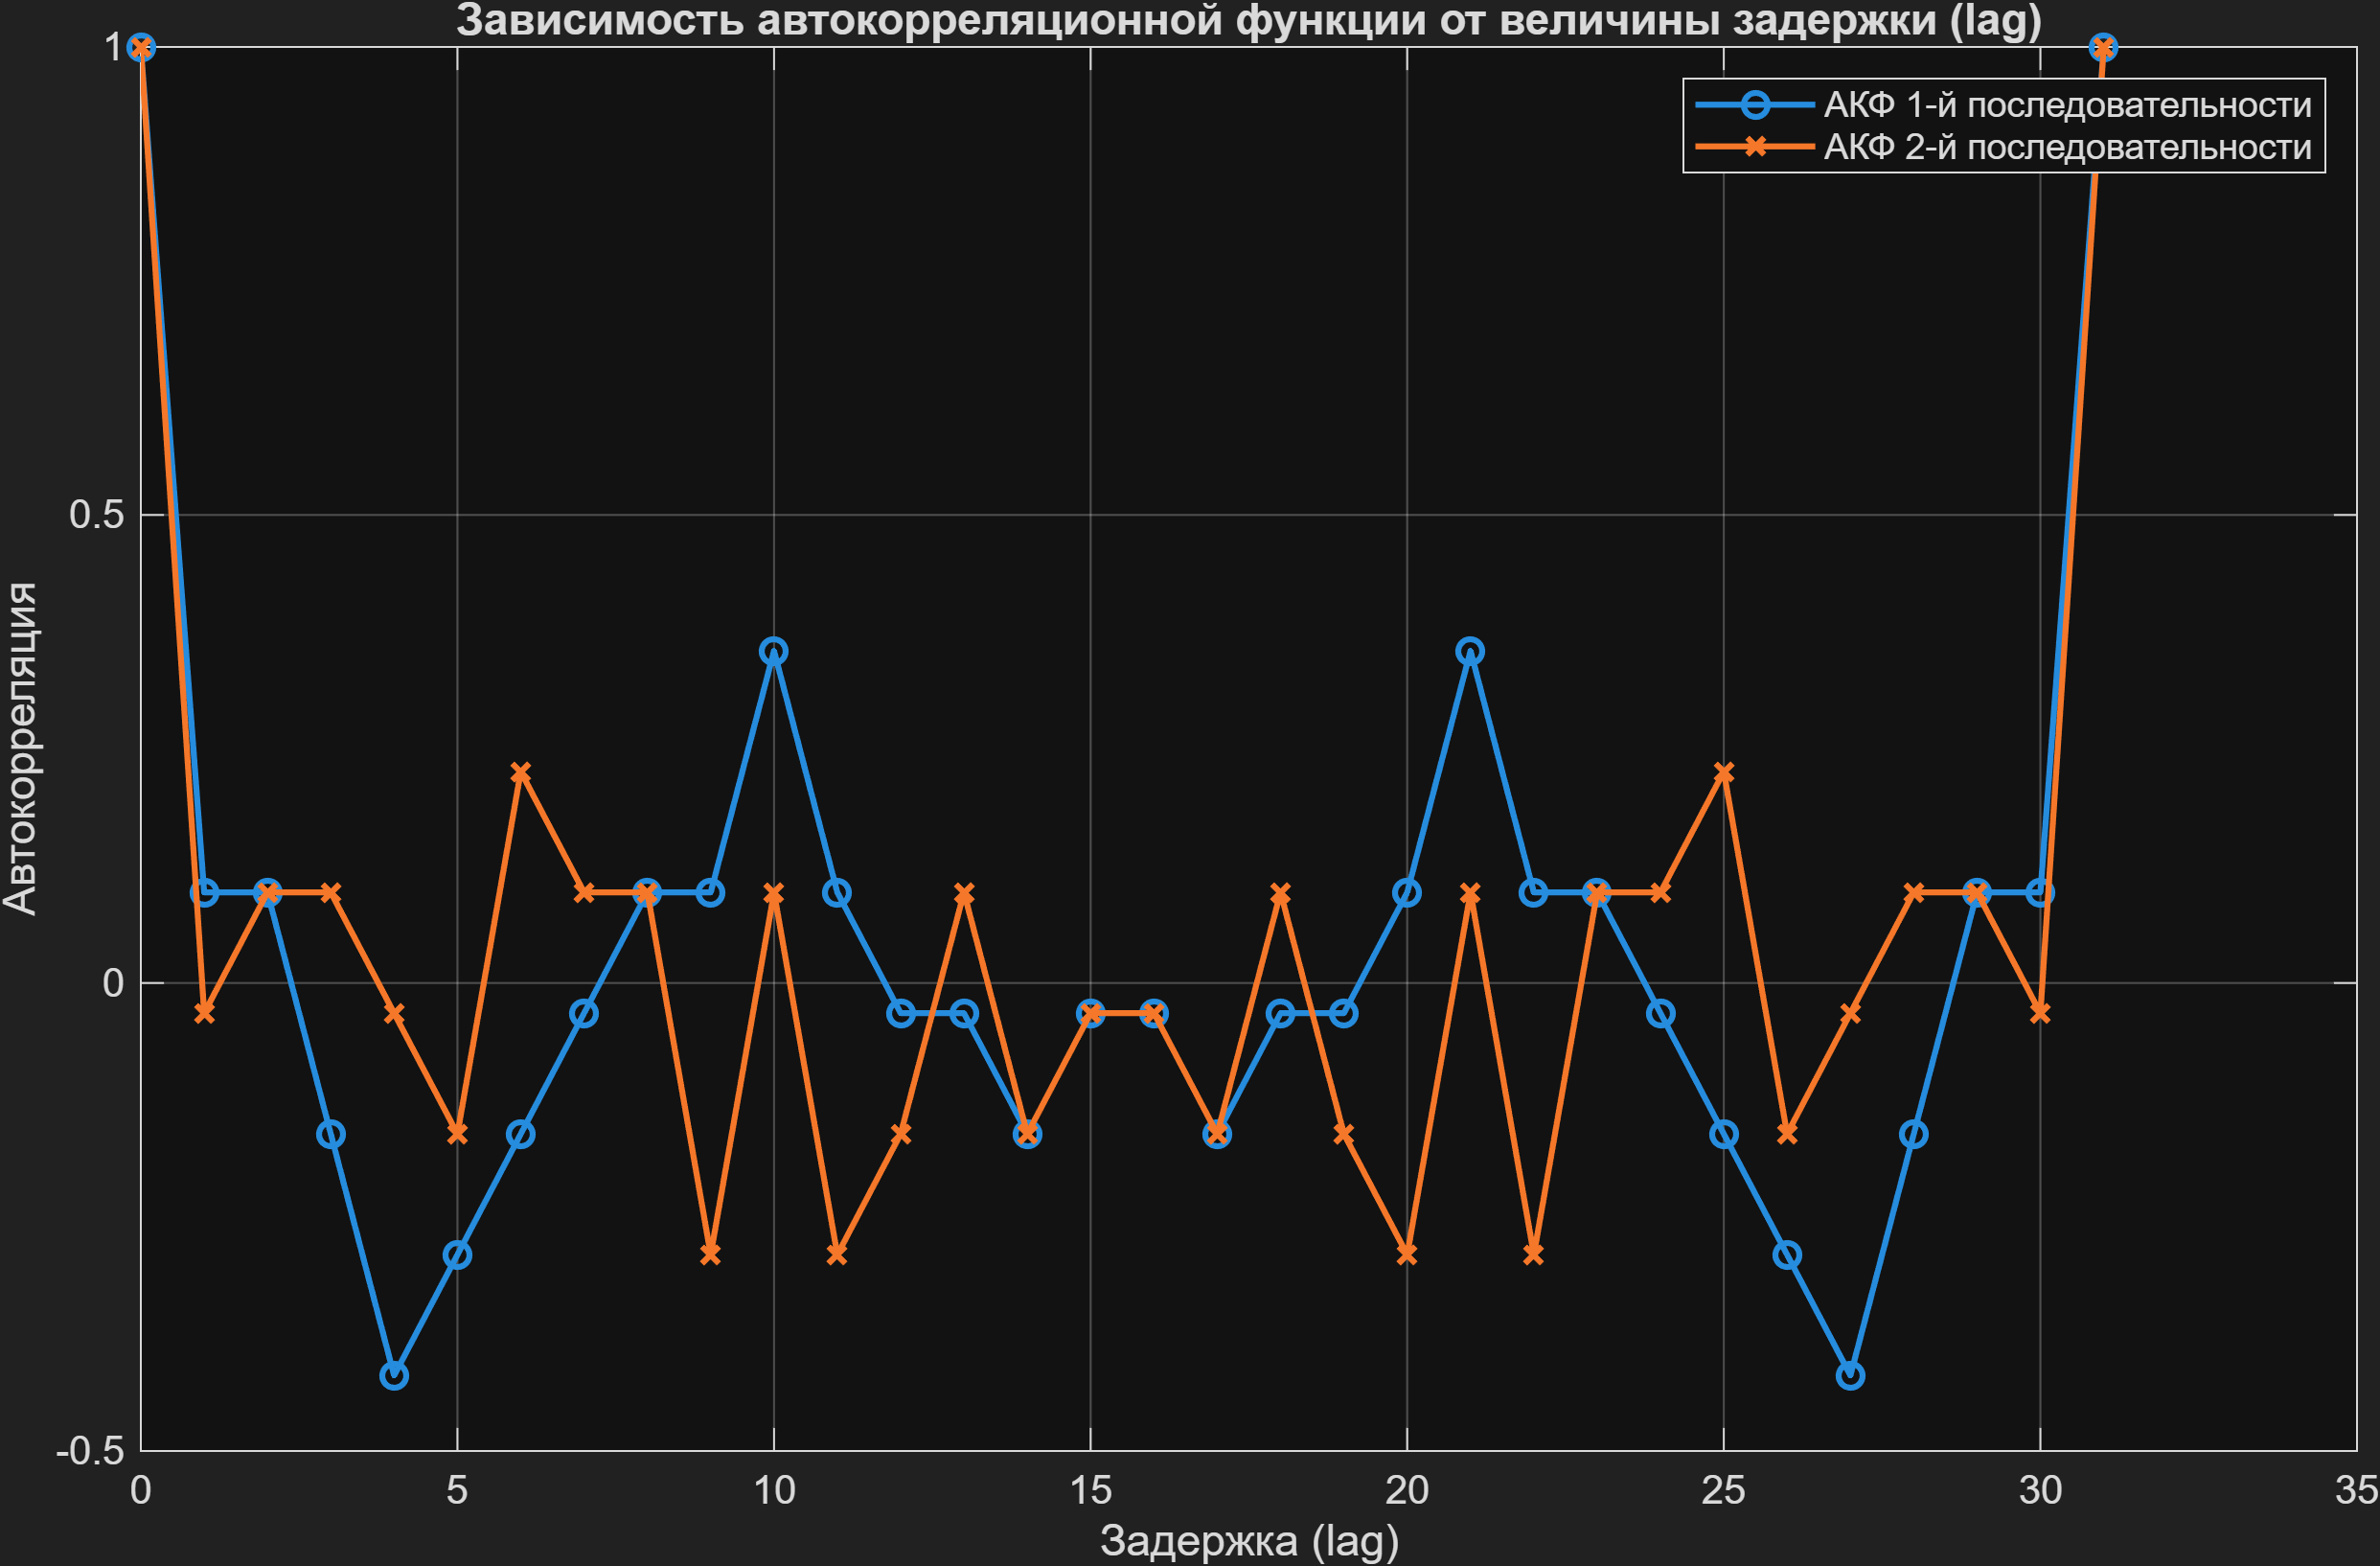 Зависимость автокорреляционной функции от величины задержки (lag)
1
0.5
0
-0.5
Автокорреляция
АКФ 1-й последовательности
АКФ 2-й последовательности
0 5 10 15 20 25 30 35
Задержка (lag)